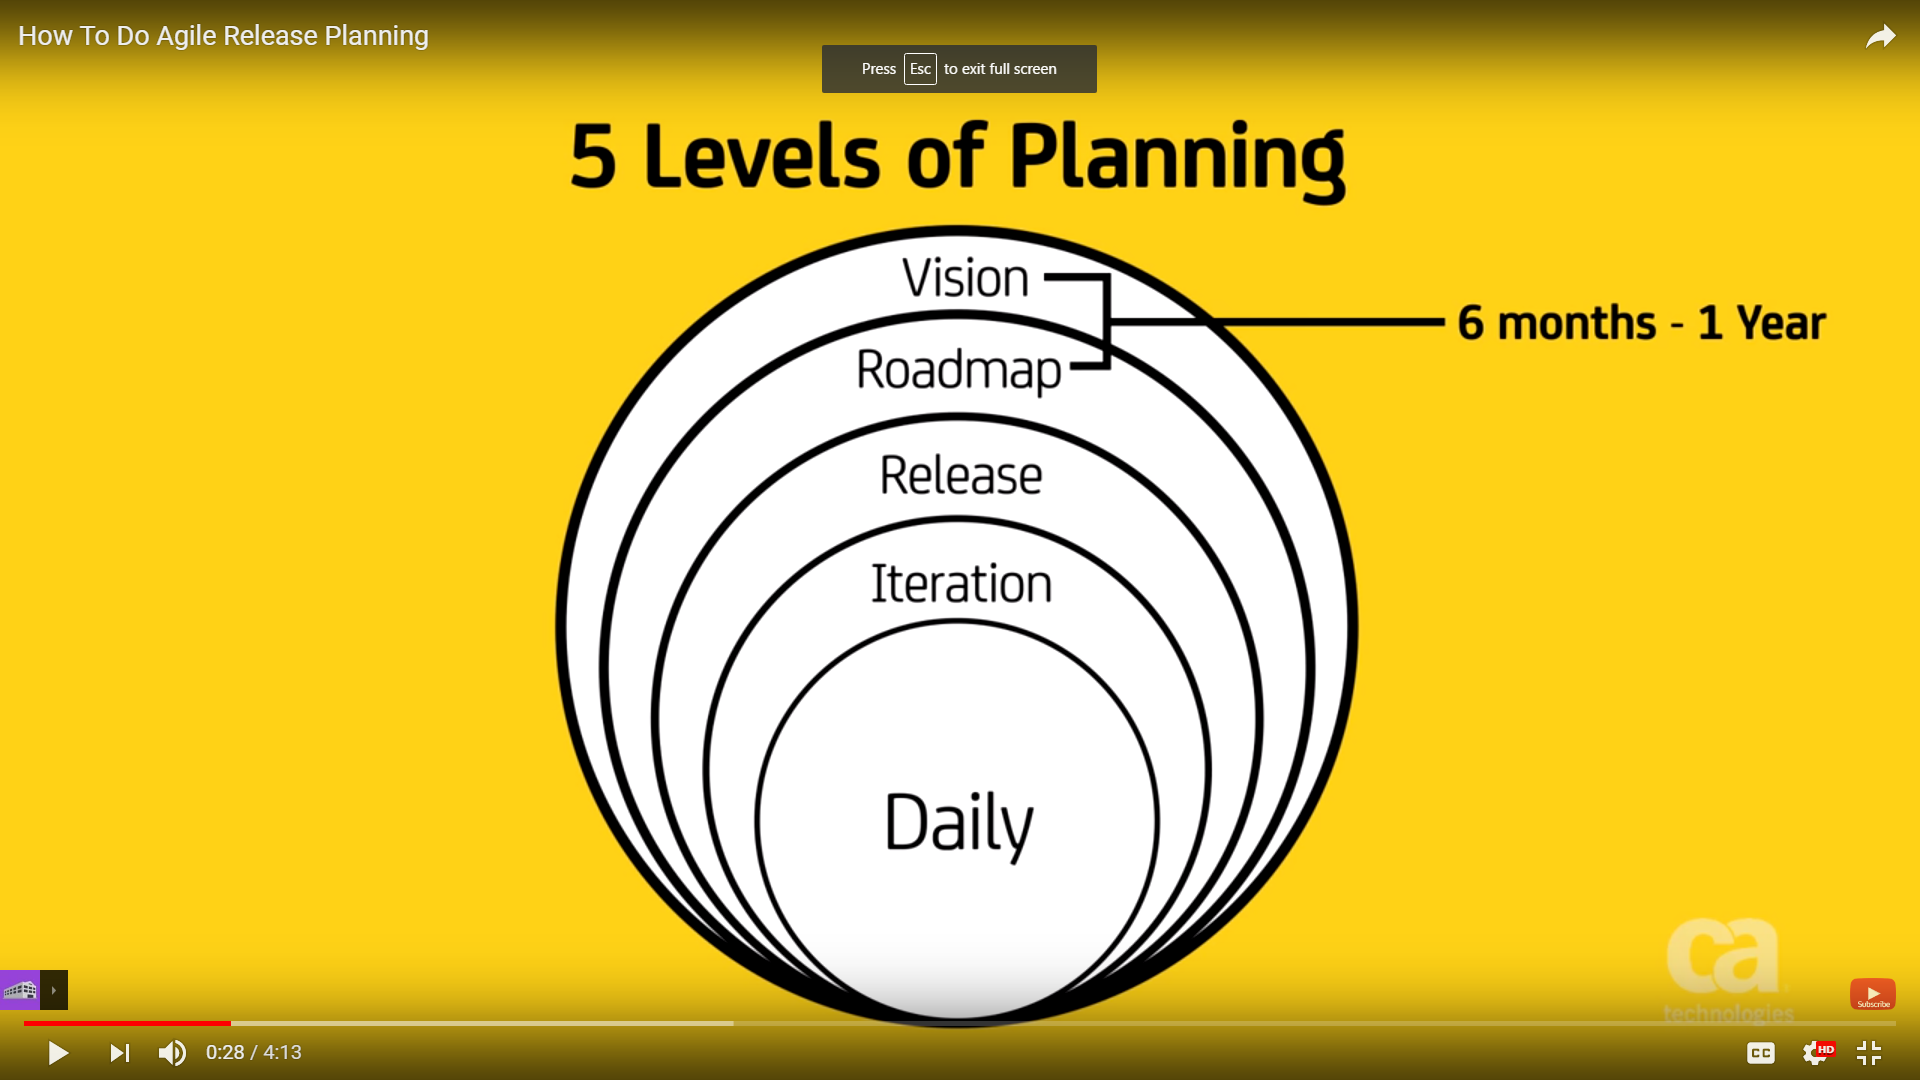 How To Do Agile Release Planning
Press Esc to exit full screen
5 Levels of Planning
Vision
6 months - 1 Year
Roadmap
Release
Iteration
Daily
ca
technologies
Subscribe
0:28 / 4:13
CC
HD